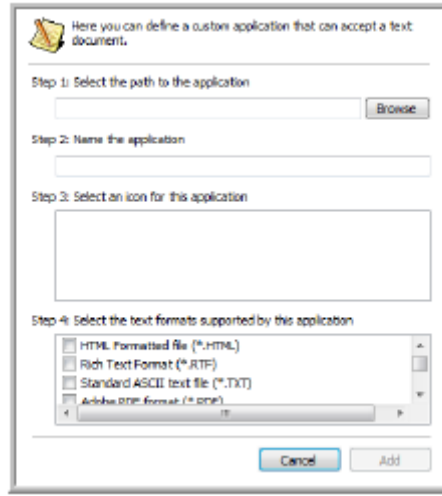 Here you can define a custom application that can accept a text
document.
Step 1: Select the path to the application
Browse
Step 2: Name the application
Step 3: Select an icon for this application
Step 4: Select the text formats supported by this application
HTML Formatted file (*.HTML)
Rich Text Format (*.RTF)
Standard ASCII text file (*.TXT)
Adobe PDF format (*.PDF)
Cancel
Add